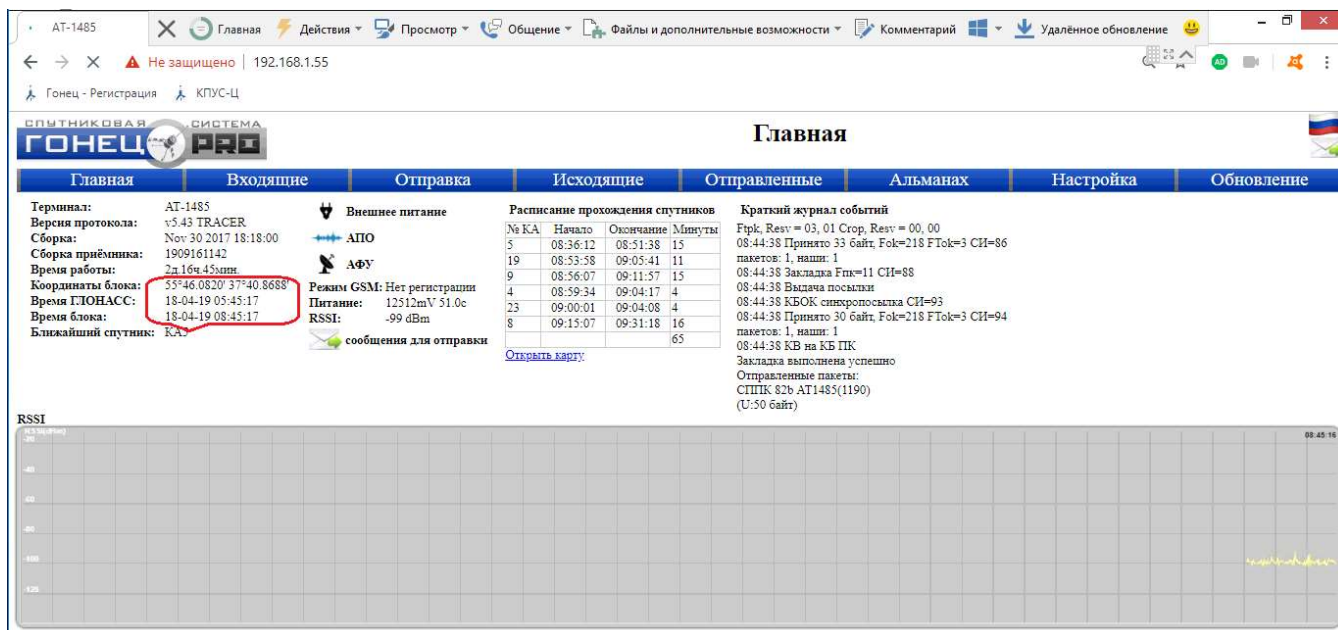 АТ-1485
Главная Действия Просмотр Общение Файлы и дополнительные возможности Комментарий Удалённое обновление
Не защищено 192.168.1.55
AD
Гонец - Регистрация КПУС-Ц
СПУТНИКОВАЯ СИСТЕМА
ГОНЕЦ PRO
Главная
Главная Входящие Отправка Исходящие Отправленные Альманах Настройка Обновление
Терминал: АТ-1485
Версия протокола: v5.43 TRACER
Сборка: Nov 30 2017 18:18:00
Сборка приёмника: 1909161142
Время работы: 2д.16ч.45мин.
Координаты блока: 55°46.0820' 37°40.8688'
Время ГЛОНАСС: 18-04-19 05:45:17
Время блока: 18-04-19 08:45:17
Ближайший спутник: КА5
Внешнее питание
АПО
АФУ
Режим GSM: Нет регистрации
Питание: 12512mV 51.0c
RSSI: -99 dBm
сообщения для отправки
Расписание прохождения спутников
№ КА Начало Окончание Минуты
5 08:36:12 08:51:38 15
19 08:53:58 09:05:41 11
9 08:56:07 09:11:57 15
4 08:59:34 09:04:17 4
23 09:00:01 09:04:08 4
8 09:15:07 09:31:18 16
65
Открыть карту
Краткий журнал событий
Ftpk, Resv = 03, 01 Crop, Resv = 00, 00
08:44:38 Принято 33 байт, Fok=218 FTok=3 СИ=86
пакетов: 1, наши: 1
08:44:38 Закладка Fпк=11 СИ=88
08:44:38 Выдача посылки
08:44:38 КБОК синхропосылка СИ=93
08:44:38 Принято 30 байт, Fok=218 FTok=3 СИ=94
пакетов: 1, наши: 1
08:44:38 КВ на КБ ПК
Закладка выполнена успешно
Отправленные пакеты:
СППК 82b АТ1485(1190)
(U:50 байт)
RSSI
RSSI(dBm) 08:45:16
-20
-40
-60
-80
-100
-120